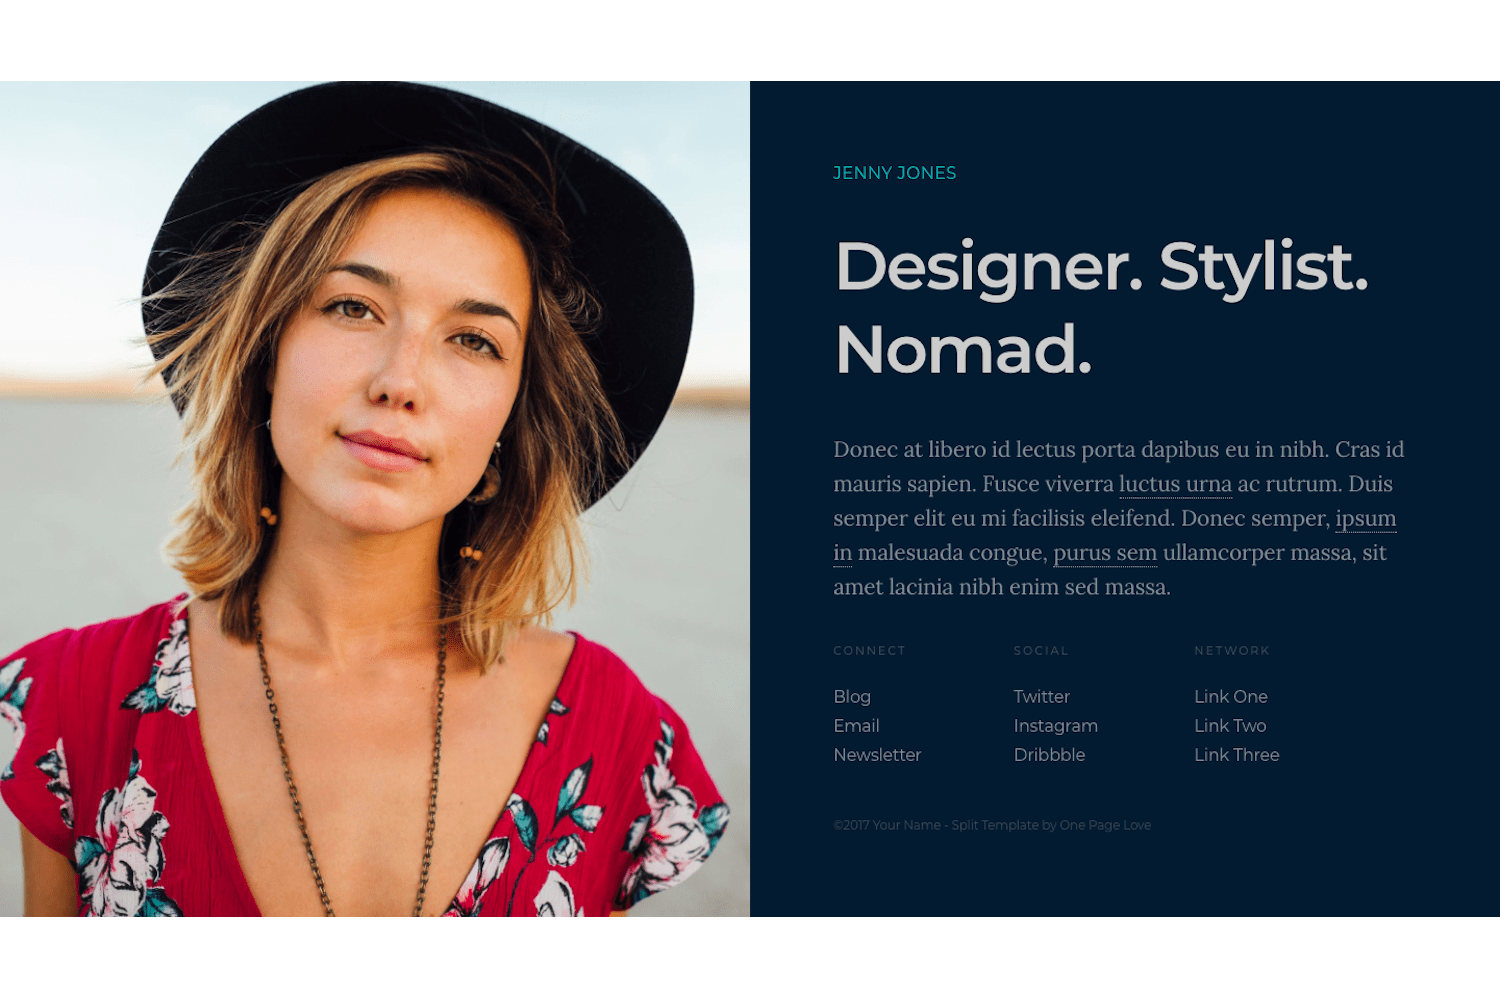 JENNY JONES
Designer. Stylist.
Nomad.
Donec at libero id lectus porta dapibus eu in nibh. Cras id
mauris sapien. Fusce viverra luctus urna ac rutrum. Duis
semper elit eu mi facilisis eleifend. Donec semper, ipsum
in malesuada congue, purus sem ullamcorper massa, sit
amet lacinia nibh enim sed massa.
CONNECT
Blog
Email
Newsletter
SOCIAL
Twitter
Instagram
Dribbble
NETWORK
Link One
Link Two
Link Three
©2017 Your Name - Split Template by One Page Love